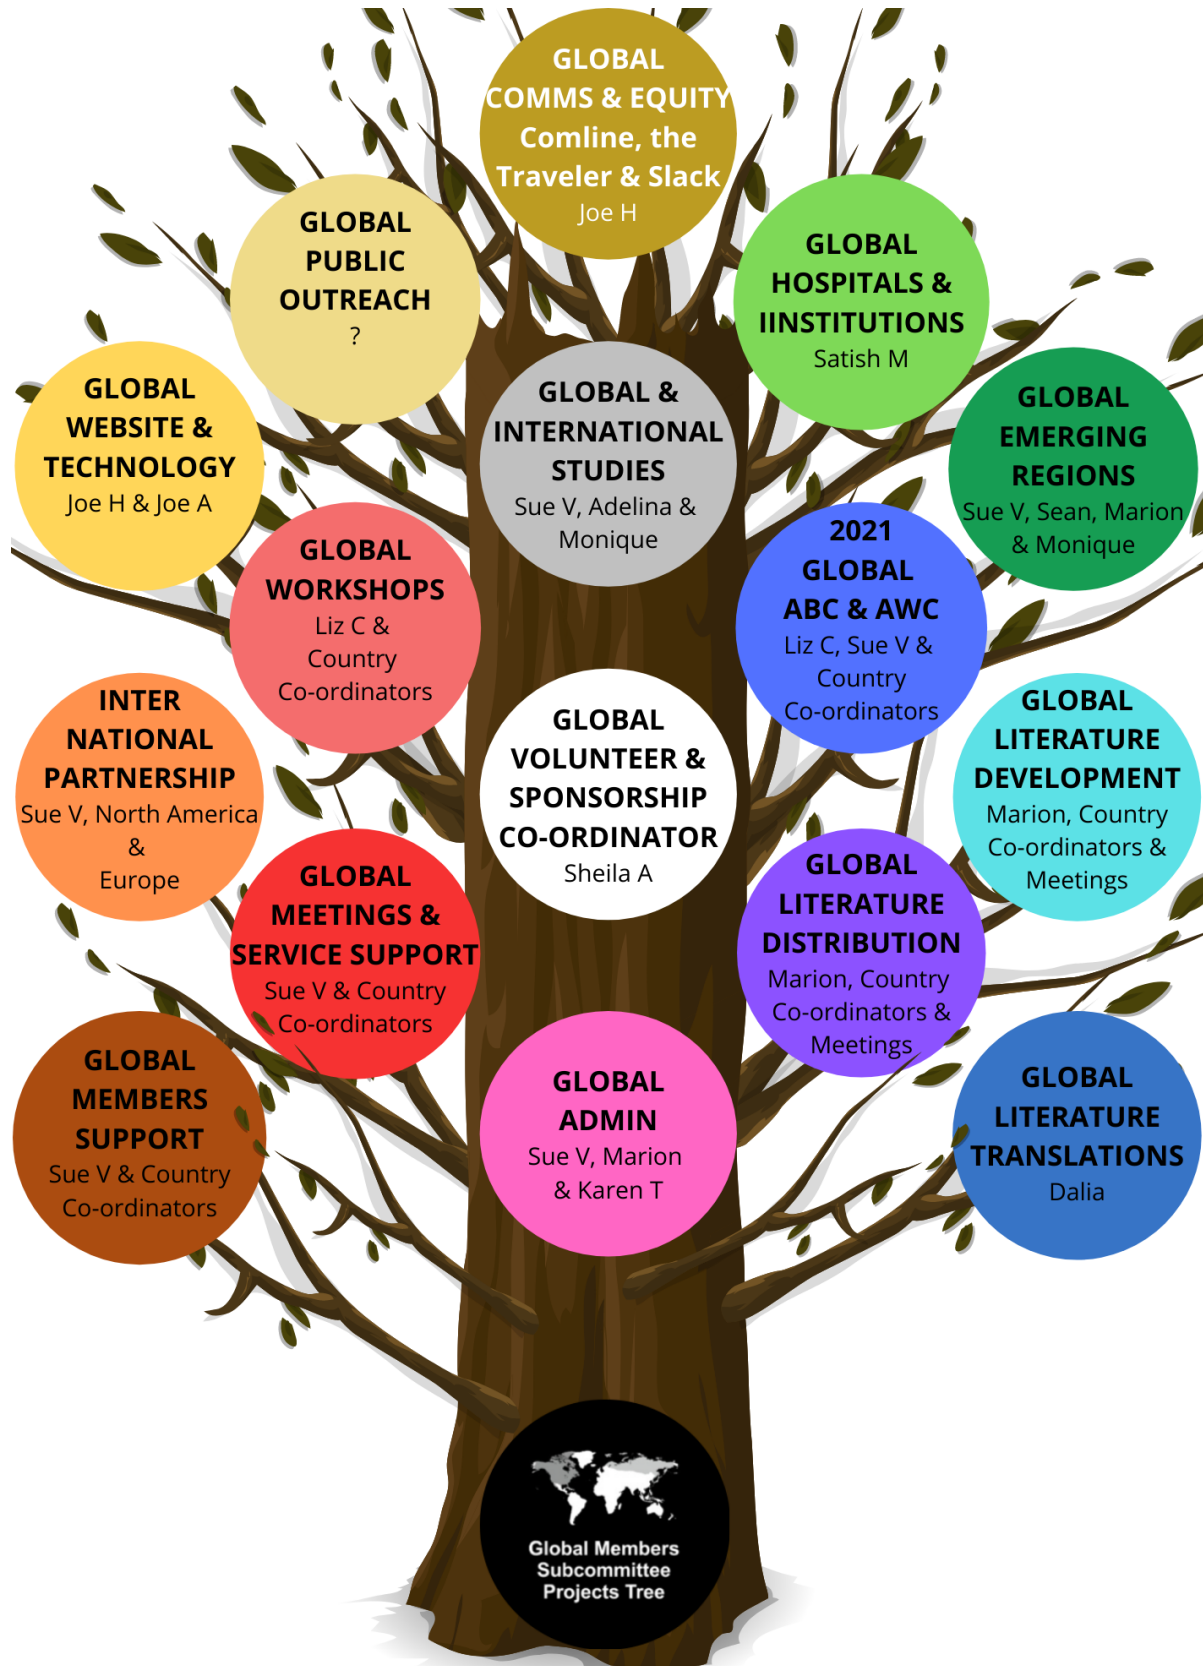 GLOBAL
COMMS & EQUITY
Comline, the
Traveler & Slack
Joe H
GLOBAL
PUBLIC
OUTREACH
?
GLOBAL
HOSPITALS &
IINSTITUTIONS
Satish M
GLOBAL
WEBSITE &
TECHNOLOGY
Joe H & Joe A
GLOBAL &
INTERNATIONAL
STUDIES
Sue V, Adelina &
Monique
GLOBAL
EMERGING
REGIONS
Sue V, Sean, Marion
& Monique
GLOBAL
WORKSHOPS
Liz C &
Country
Co-ordinators
2021
GLOBAL
ABC & AWC
Liz C, Sue V &
Country
Co-ordinators
INTER
NATIONAL
PARTNERSHIP
Sue V, North America
&
Europe
GLOBAL
VOLUNTEER &
SPONSORSHIP
CO-ORDINATOR
Sheila A
GLOBAL
LITERATURE
DEVELOPMENT
Marion, Country
Co-ordinators &
Meetings
GLOBAL
MEETINGS &
SERVICE SUPPORT
Sue V & Country
Co-ordinators
GLOBAL
LITERATURE
DISTRIBUTION
Marion, Country
Co-ordinators &
Meetings
GLOBAL
MEMBERS
SUPPORT
Sue V & Country
Co-ordinators
GLOBAL
ADMIN
Sue V, Marion
& Karen T
GLOBAL
LITERATURE
TRANSLATIONS
Dalia
Global Members
Subcommittee
Projects Tree